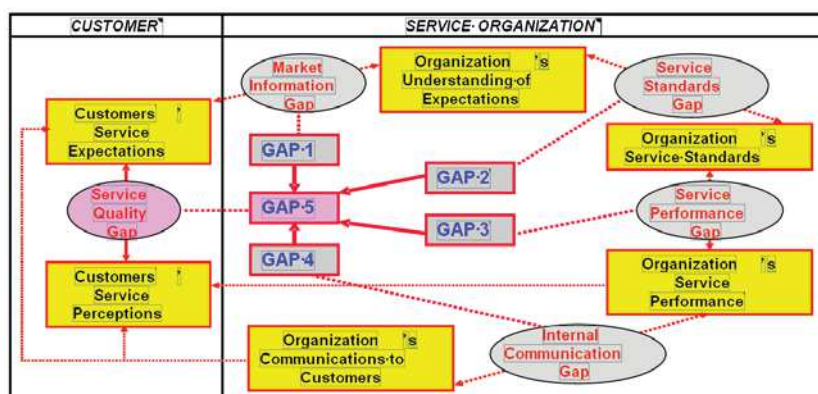 CUSTOMER
SERVICE·ORGANIZATION
Market
Information
Gap
Organization 's
Understanding·of
Expectations
Service
Standards
Gap
Customers '
Service
Expectations
GAP·1
Organization 's
Service·Standards
GAP·2
Service
Quality
Gap
GAP·5
Service
Performance
Gap
GAP·3
GAP·4
Customers '
Service
Perceptions
Organization 's
Service
Performance
Organization 's
Communications·to
Customers
Internal
Communication
Gap